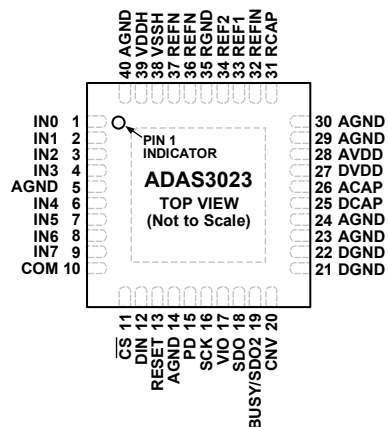 40 AGND
39 VDDH
38 VSSH
37 REFN
36 REFN
35 RGND
34 REF2
33 REF1
32 REFIN
31 RCAP
IN0 1
IN1 2
IN2 3
IN3 4
AGND 5
IN4 6
IN5 7
IN6 8
IN7 9
COM 10
PIN 1
INDICATOR
ADAS3023
TOP VIEW
(Not to Scale)
30 AGND
29 AGND
28 AVDD
27 DVDD
26 ACAP
25 DCAP
24 AGND
23 AGND
22 DGND
21 DGND
CS 11
DIN 12
RESET 13
AGND 14
PD 15
SCK 16
VIO 17
SDO 18
BUSY/SDO2 19
CNV 20